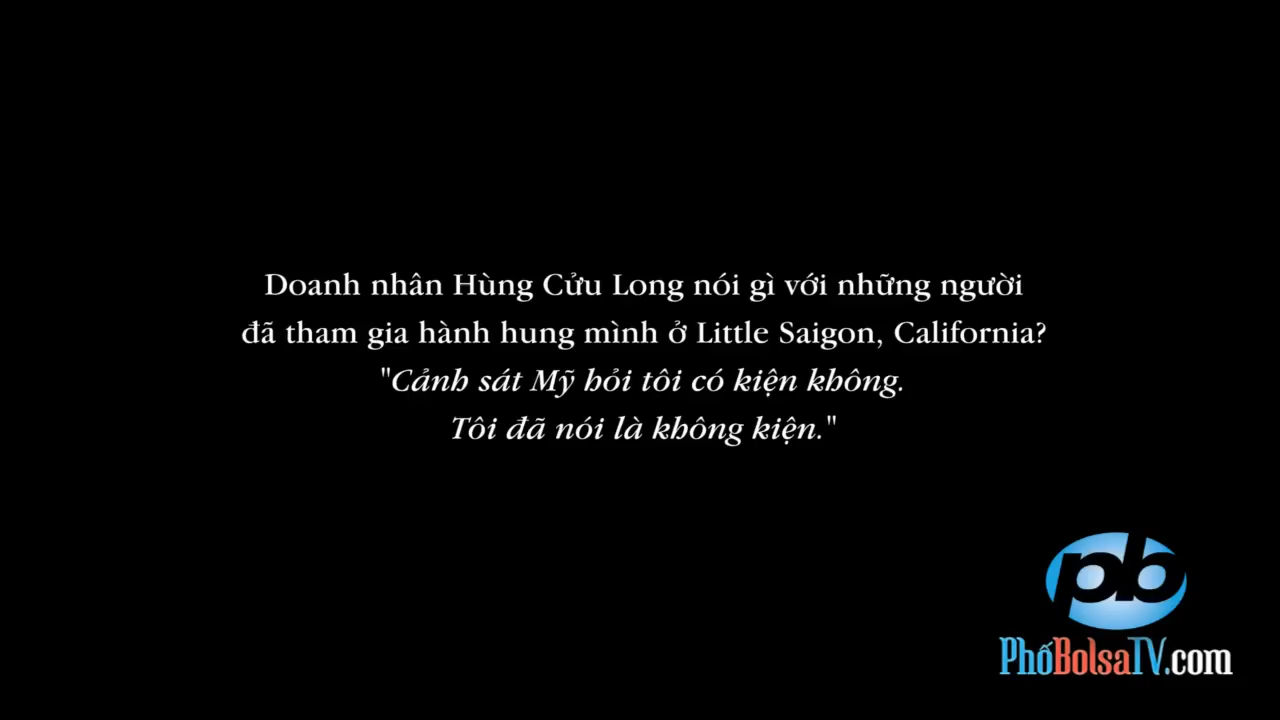 Doanh nhân Hùng Cửu Long nói gì với những người
đã tham gia hành hung mình ở Little Saigon, California?
"Cảnh sát Mỹ hỏi tôi có kiện không.
Tôi đã nói là không kiện."
pb
PhốBolsaTV.com